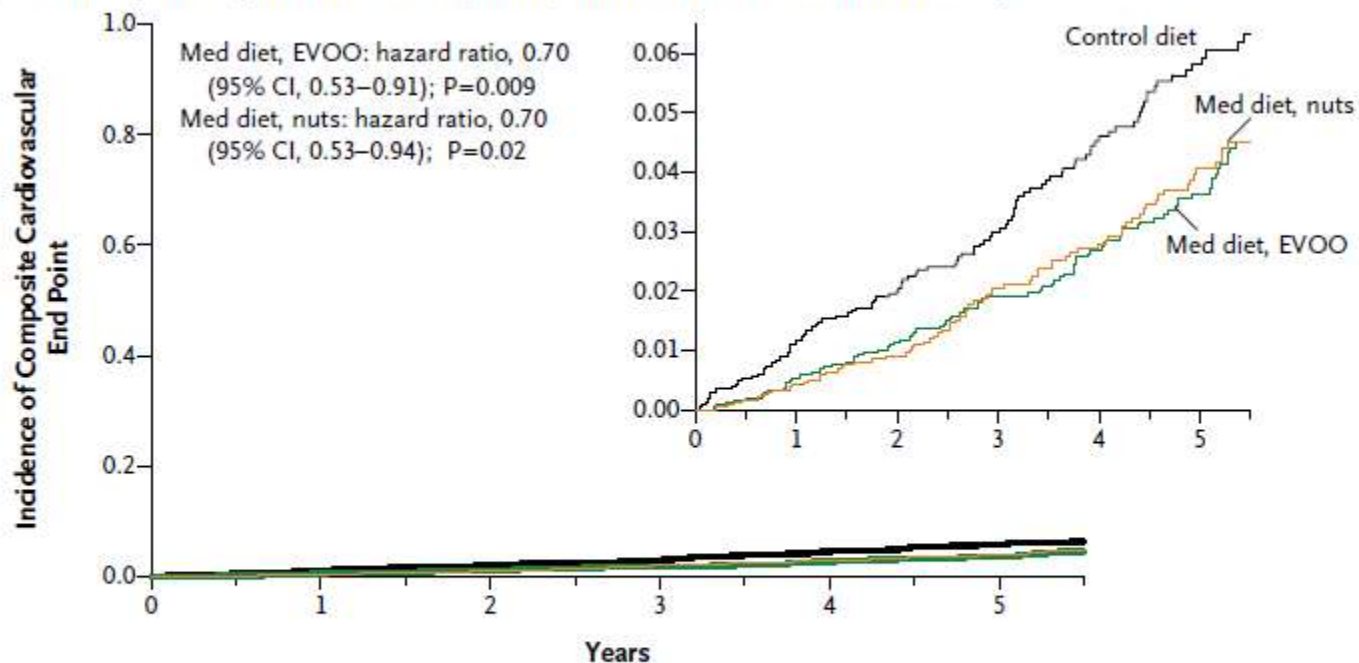 1.0
0.8
0.6
0.4
0.2
0.0
Incidence of Composite Cardiovascular
End Point
Med diet, EVOO: hazard ratio, 0.70
(95% CI, 0.53–0.91); P=0.009
Med diet, nuts: hazard ratio, 0.70
(95% CI, 0.53–0.94); P=0.02
0.06
0.05
0.04
0.03
0.02
0.01
0.00
Control diet
Med diet, nuts
Med diet, EVOO
0 1 2 3 4 5
0 1 2 3 4 5
Years